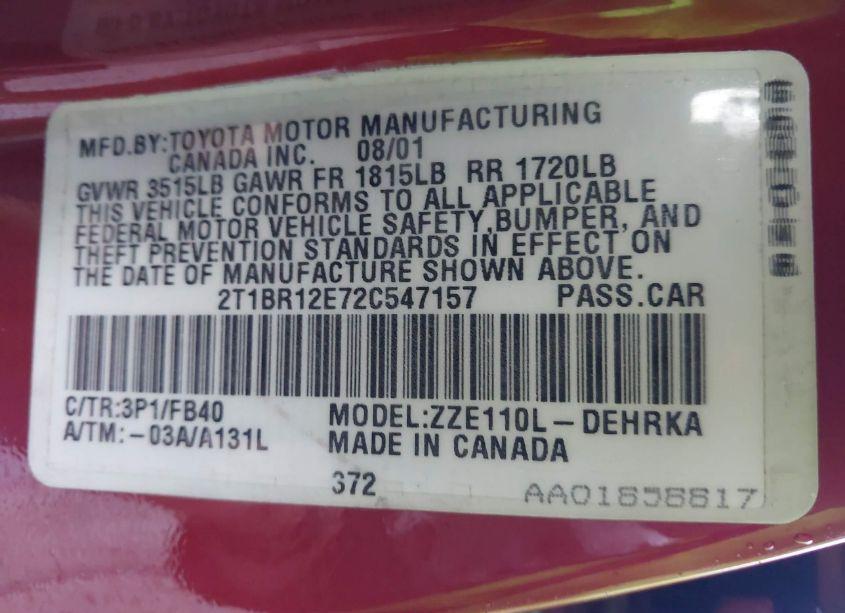 MFD.BY:TOYOTA MOTOR MANUFACTURING
CANADA INC. 08/01
GVWR 3515LB GAWR FR 1815LB RR 1720LB
THIS VEHICLE CONFORMS TO ALL APPLICABLE
FEDERAL MOTOR VEHICLE SAFETY,BUMPER, AND
THEFT PREVENTION STANDARDS IN EFFECT ON
THE DATE OF MANUFACTURE SHOWN ABOVE.
2T1BR12E72C547157 PASS.CAR
C/TR:3P1/FB40 MODEL:ZZE110L-DEHRKA
A/TM:-03A/A131L MADE IN CANADA
372 AA01858817